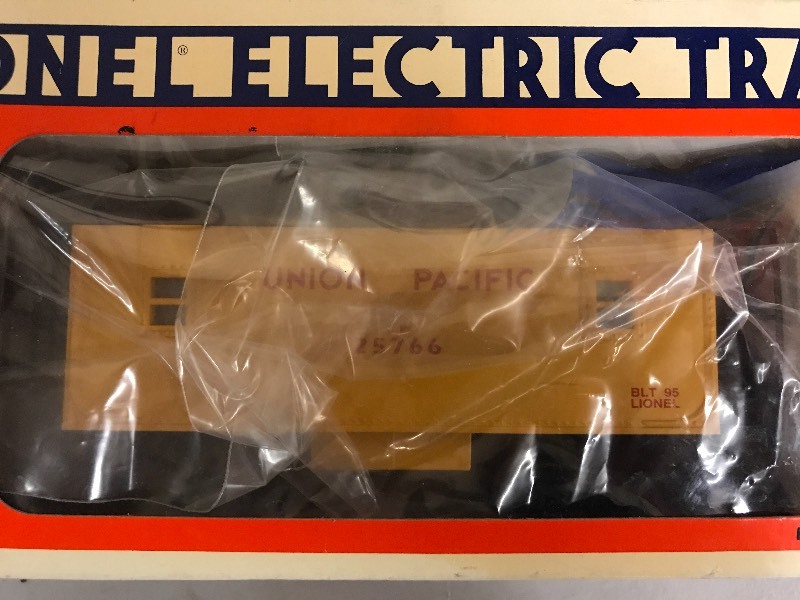 ONEL® ELECTRIC TRA
UNION PACIFIC
25766
BLT 95
LIONEL